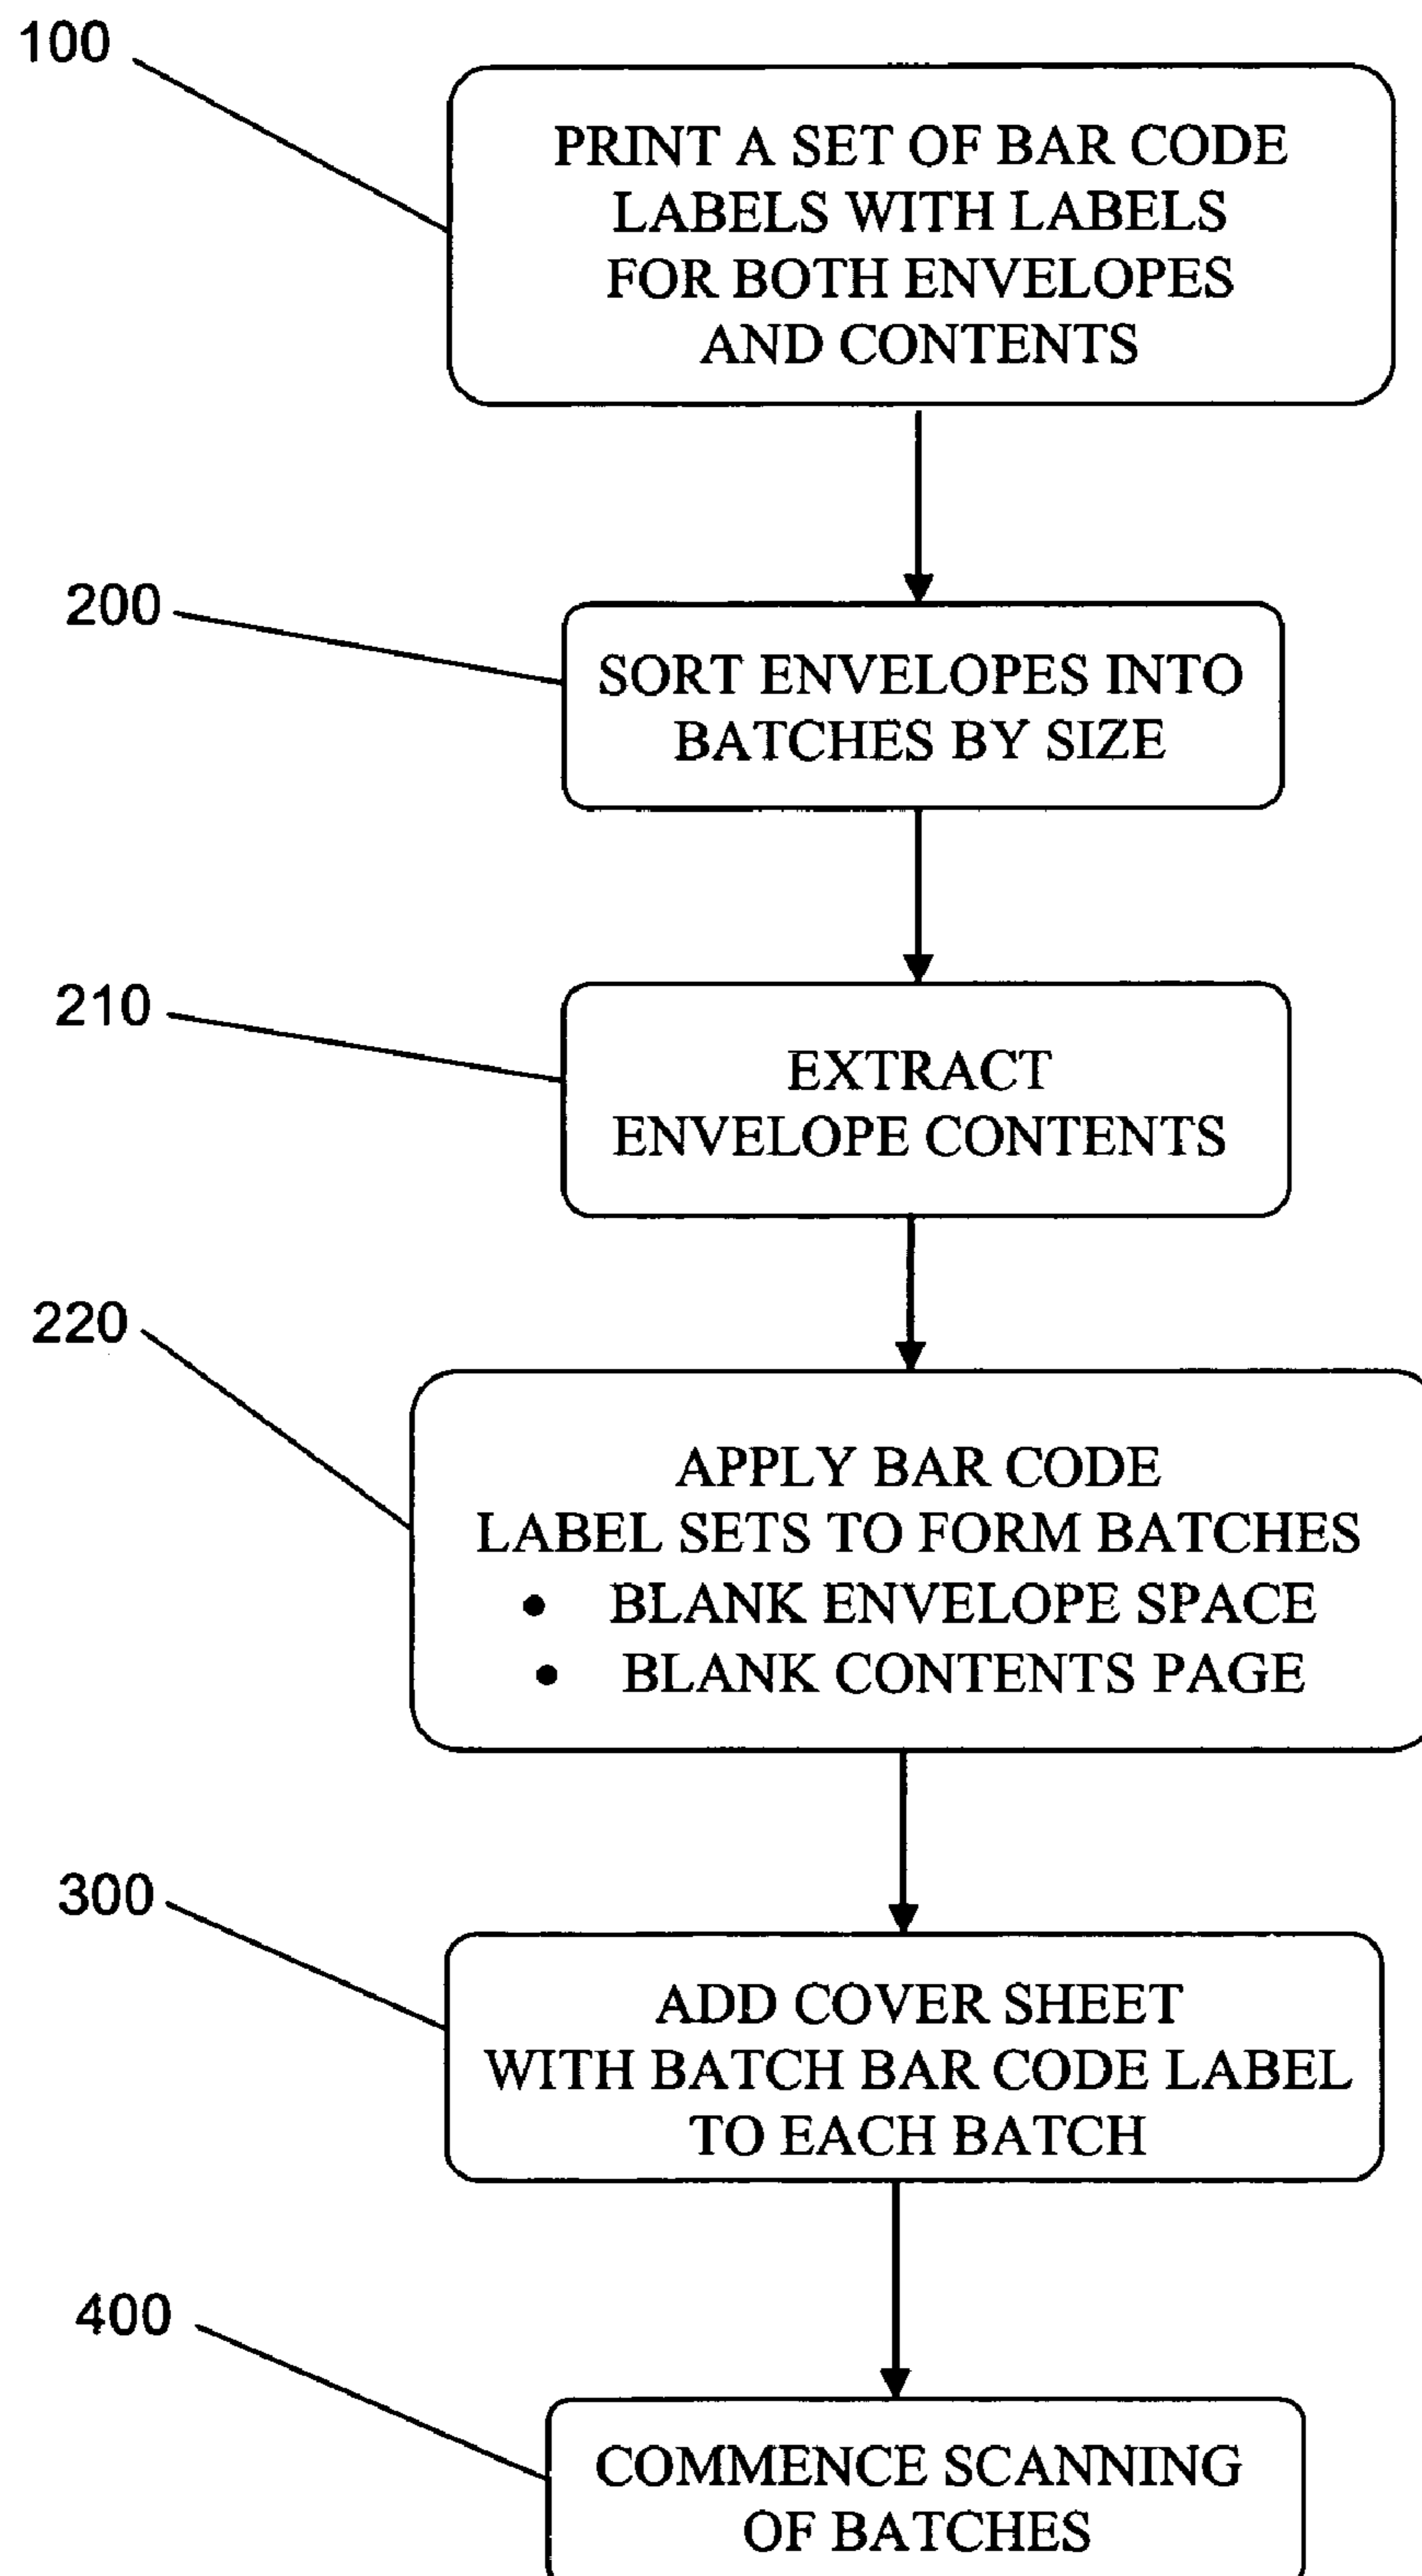 100
PRINT A SET OF BAR CODE
LABELS WITH LABELS
FOR BOTH ENVELOPES
AND CONTENTS
200
SORT ENVELOPES INTO
BATCHES BY SIZE
210
EXTRACT
ENVELOPE CONTENTS
220
APPLY BAR CODE
LABEL SETS TO FORM BATCHES
• BLANK ENVELOPE SPACE
• BLANK CONTENTS PAGE
300
ADD COVER SHEET
WITH BATCH BAR CODE LABEL
TO EACH BATCH
400
COMMENCE SCANNING
OF BATCHES